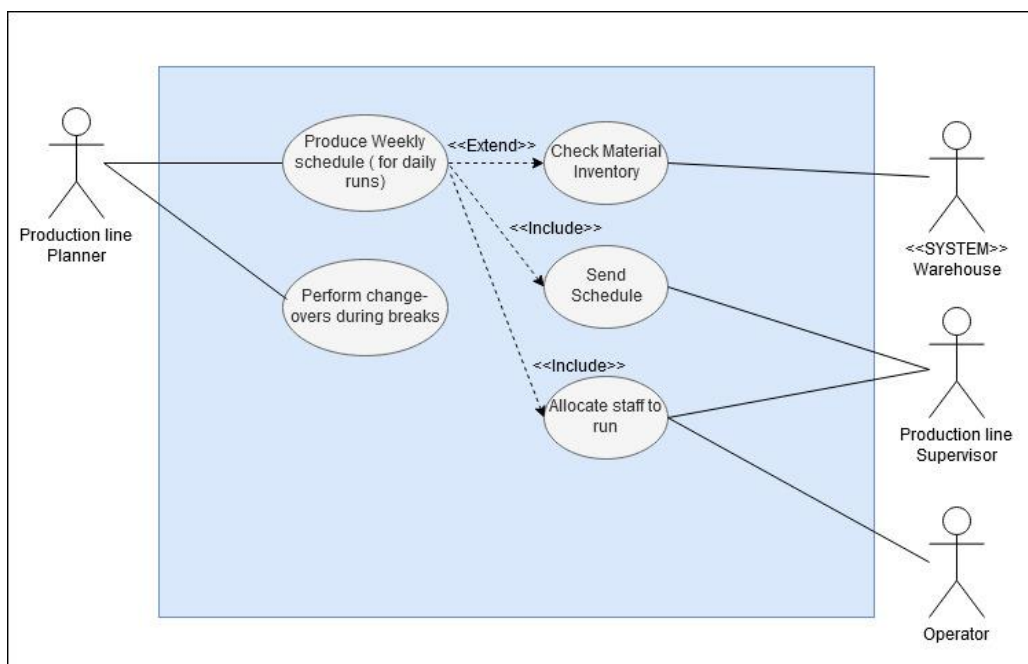 Produce Weekly
schedule ( for daily
runs)
<<Extend>>
Check Material
Inventory
Production line
Planner
<<SYSTEM>>
Warehouse
<<Include>>
Send
Schedule
Perform change-
overs during breaks
<<Include>>
Allocate staff to
run
Production line
Supervisor
Operator